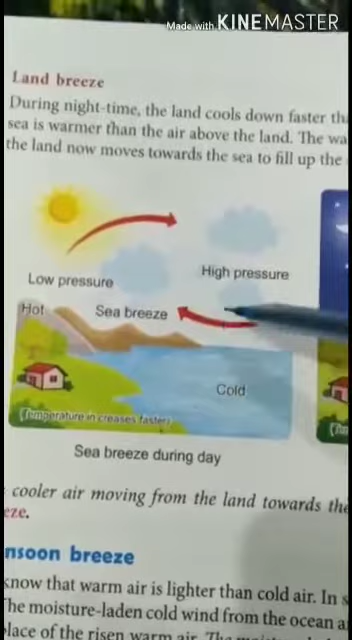 Made with KINEMASTER
Land breeze
During night-time, the land cools down faster
sea is warmer than the air above the land. The
the land now moves towards the sea to fill up the
Low pressure
High pressure
Hot
Sea breeze
Cold
(Temperature in creases faster)
Sea breeze during day
cooler air moving from the land towards
eze.
nsoon breeze
know that warm air is lighter than cold air. In
The moisture-laden cold wind from the ocean
place of the risen warm air. The